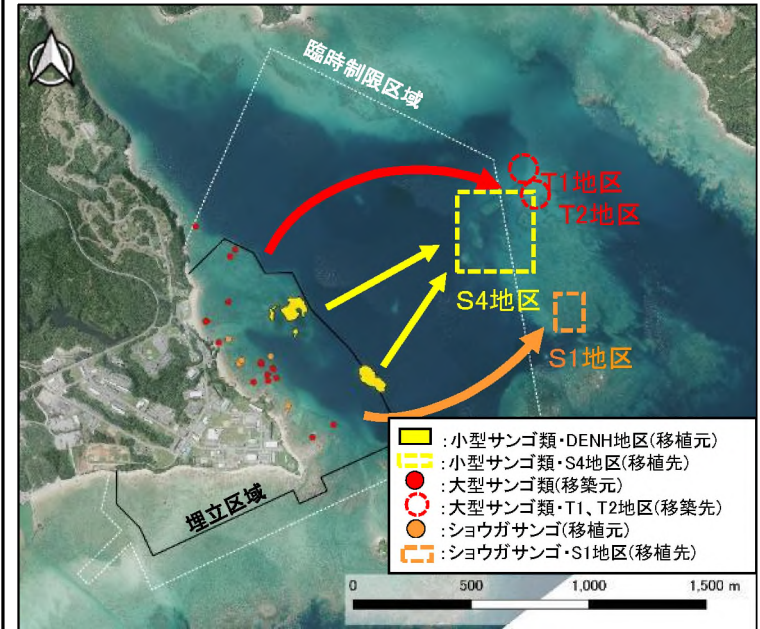 臨時制限区域
T1地区
T2地区
S4地区
S1地区
埋立区域
:小型サンゴ類・DENH地区(移植元)
:小型サンゴ類・S4地区(移植先)
:大型サンゴ類(移築元)
:大型サンゴ類・T1、T2地区(移築先)
:ショウガサンゴ(移植元)
:ショウガサンゴ・S1地区(移植先)
0 500 1,000 1,500 m